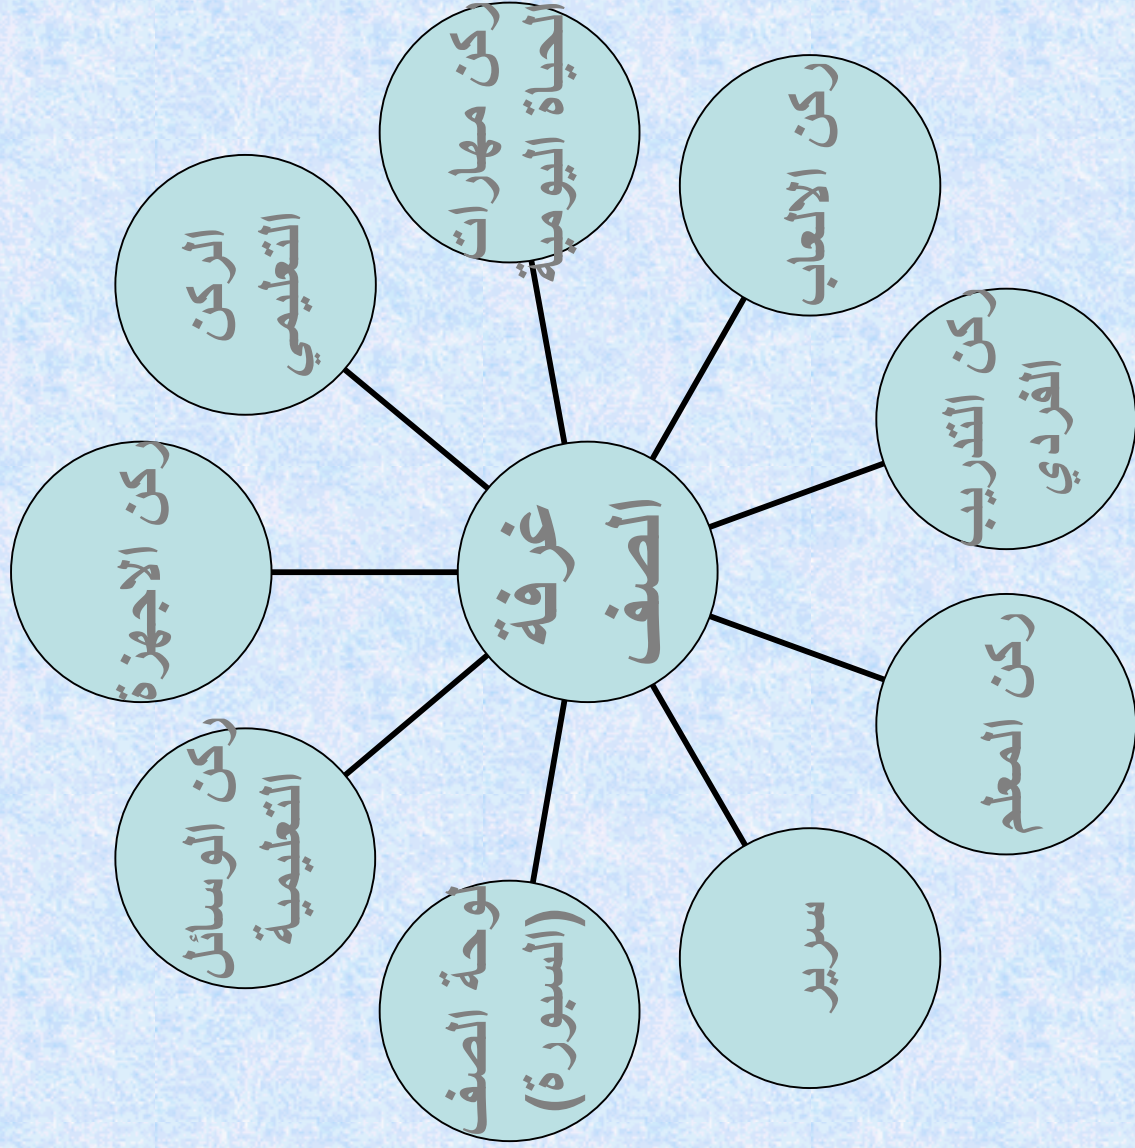 غرفة
الصف
ركن الاجهزة
الركن
التعليمي
ركن مهارات
الحياة اليومية
ركن الالعاب
ركن التدريب
الفردي
ركن المعلم
سرير
لوحة الصف
(السبورة)
ركن الوسائل
التعليمية